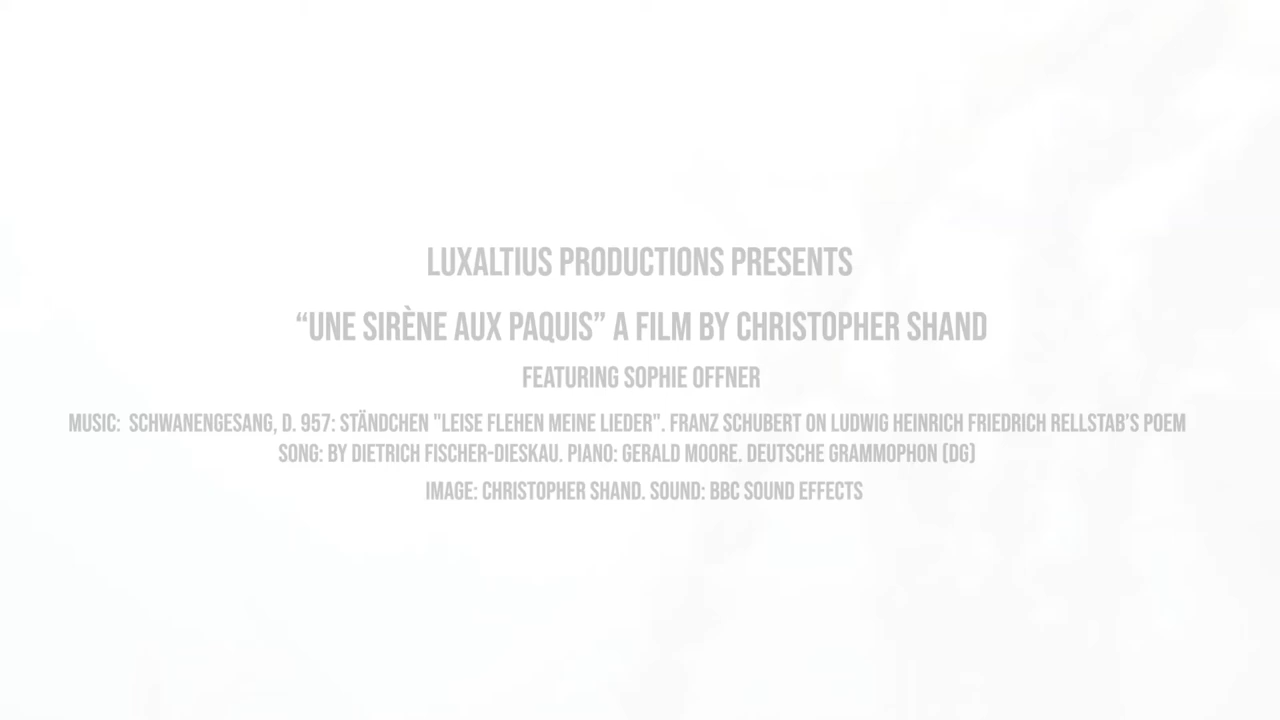 LUXALTIUS PRODUCTIONS PRESENTS
“UNE SIRÈNE AUX PAQUIS” A FILM BY CHRISTOPHER SHAND
FEATURING SOPHIE OFFNER
MUSIC: SCHWANENGESANG, D. 957: STÄNDCHEN "LEISE FLEHEN MEINE LIEDER". FRANZ SCHUBERT ON LUDWIG HEINRICH FRIEDRICH RELLSTAB’S POEM
SONG: BY DIETRICH FISCHER-DIESKAU. PIANO: GERALD MOORE. DEUTSCHE GRAMMOPHON (DG)
IMAGE: CHRISTOPHER SHAND. SOUND: BBC SOUND EFFECTS